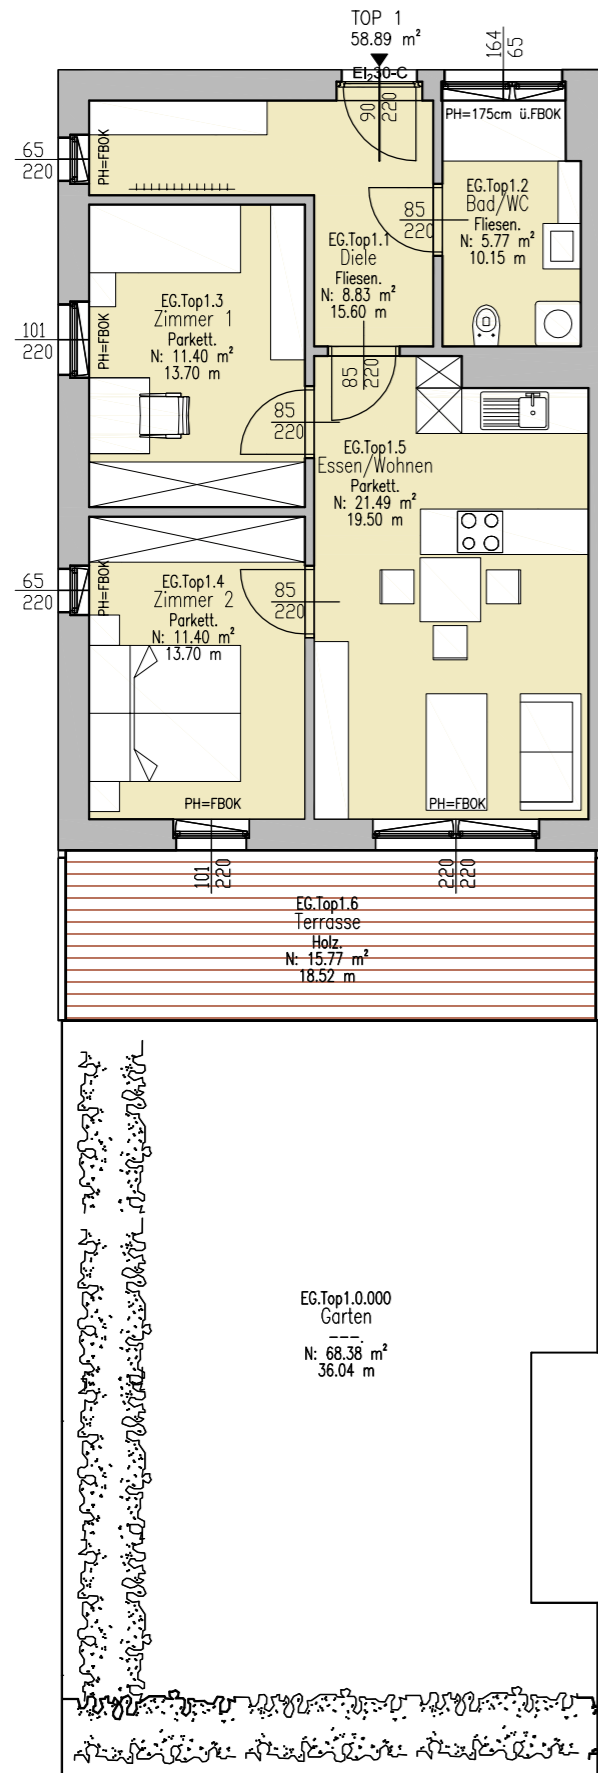 TOP 1
58.89 m²
164
65
EI₂30-C
90
220
PH=175cm ü.FBOK
65
220
PH=FBOK
EG.Top1.2
Bad/WC
Fliesen.
N: 5.77 m²
10.15 m
85
220
EG.Top1.1
Diele
Fliesen.
N: 8.83 m²
15.60 m
EG.Top1.3
Zimmer 1
Parkett.
N: 11.40 m²
13.70 m
101
220
PH=FBOK
85
220
85
220
EG.Top1.5
Essen/Wohnen
Parkett.
N: 21.49 m²
19.50 m
65
220
PH=FBOK
EG.Top1.4
Zimmer 2
Parkett.
N: 11.40 m²
13.70 m
85
220
PH=FBOK
PH=FBOK
101
220
220
220
EG.Top1.6
Terrasse
Holz.
N: 15.77 m²
18.52 m
EG.Top1.0.000
Garten
---.
N: 68.38 m²
36.04 m